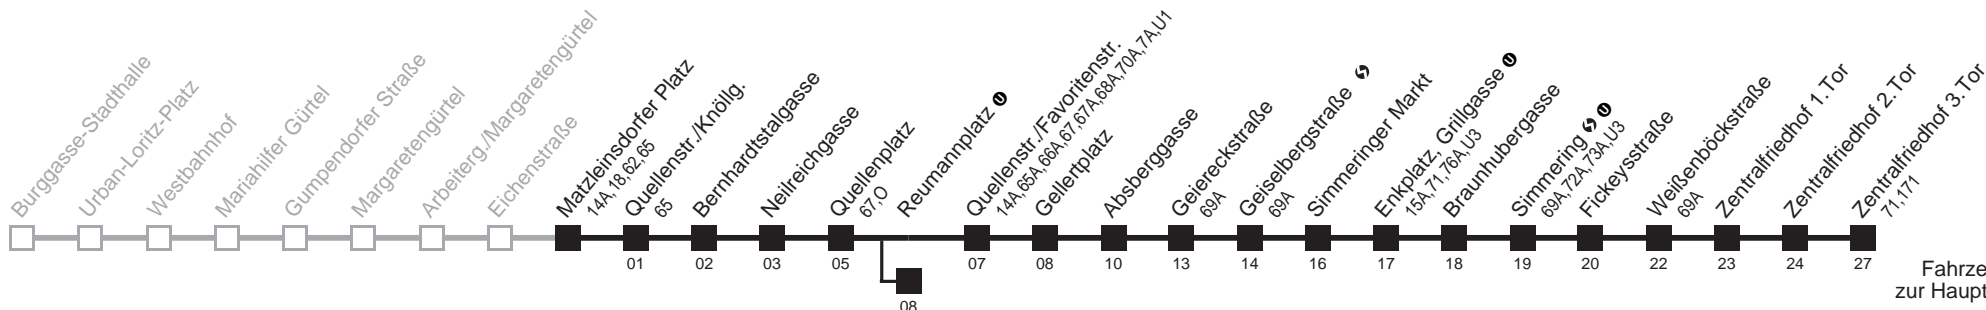 Burggasse-Stadthalle
Urban-Loritz-Platz
Westbahnhof
Mariahilfer Gürtel
Gumpendorfer Straße
Margaretengürtel
Arbeiterg./Margaretengürtel
Eichenstraße
Matzleinsdorfer Platz
14A,18,62,65
Quellenstr./Knöllg.
65
Bernhardtstalgasse
Neilreichgasse
Quellenplatz
67,O
Reumannplatz U
Quellenstr./Favoritenstr.
14A,65A,66A,67,67A,68A,70A,7A,U1
Gellertplatz
Absberggasse
Geiereckstraße
69A
Geiselbergstraße
69A
Simmeringer Markt
Enkplatz, Grillgasse U
15A,71,76A,U3
Braunhubergasse
Simmering U
69A,72A,73A,U3
Fickeysstraße
Weißenböckstraße
69A
Zentralfriedhof 1.Tor
Zentralfriedhof 2.Tor
Zentralfriedhof 3.Tor
71,171
01 02 03 05 07 08 10 13 14 16 17 18 19 20 22 23 24 27
08
Fahrze
zur Haupt